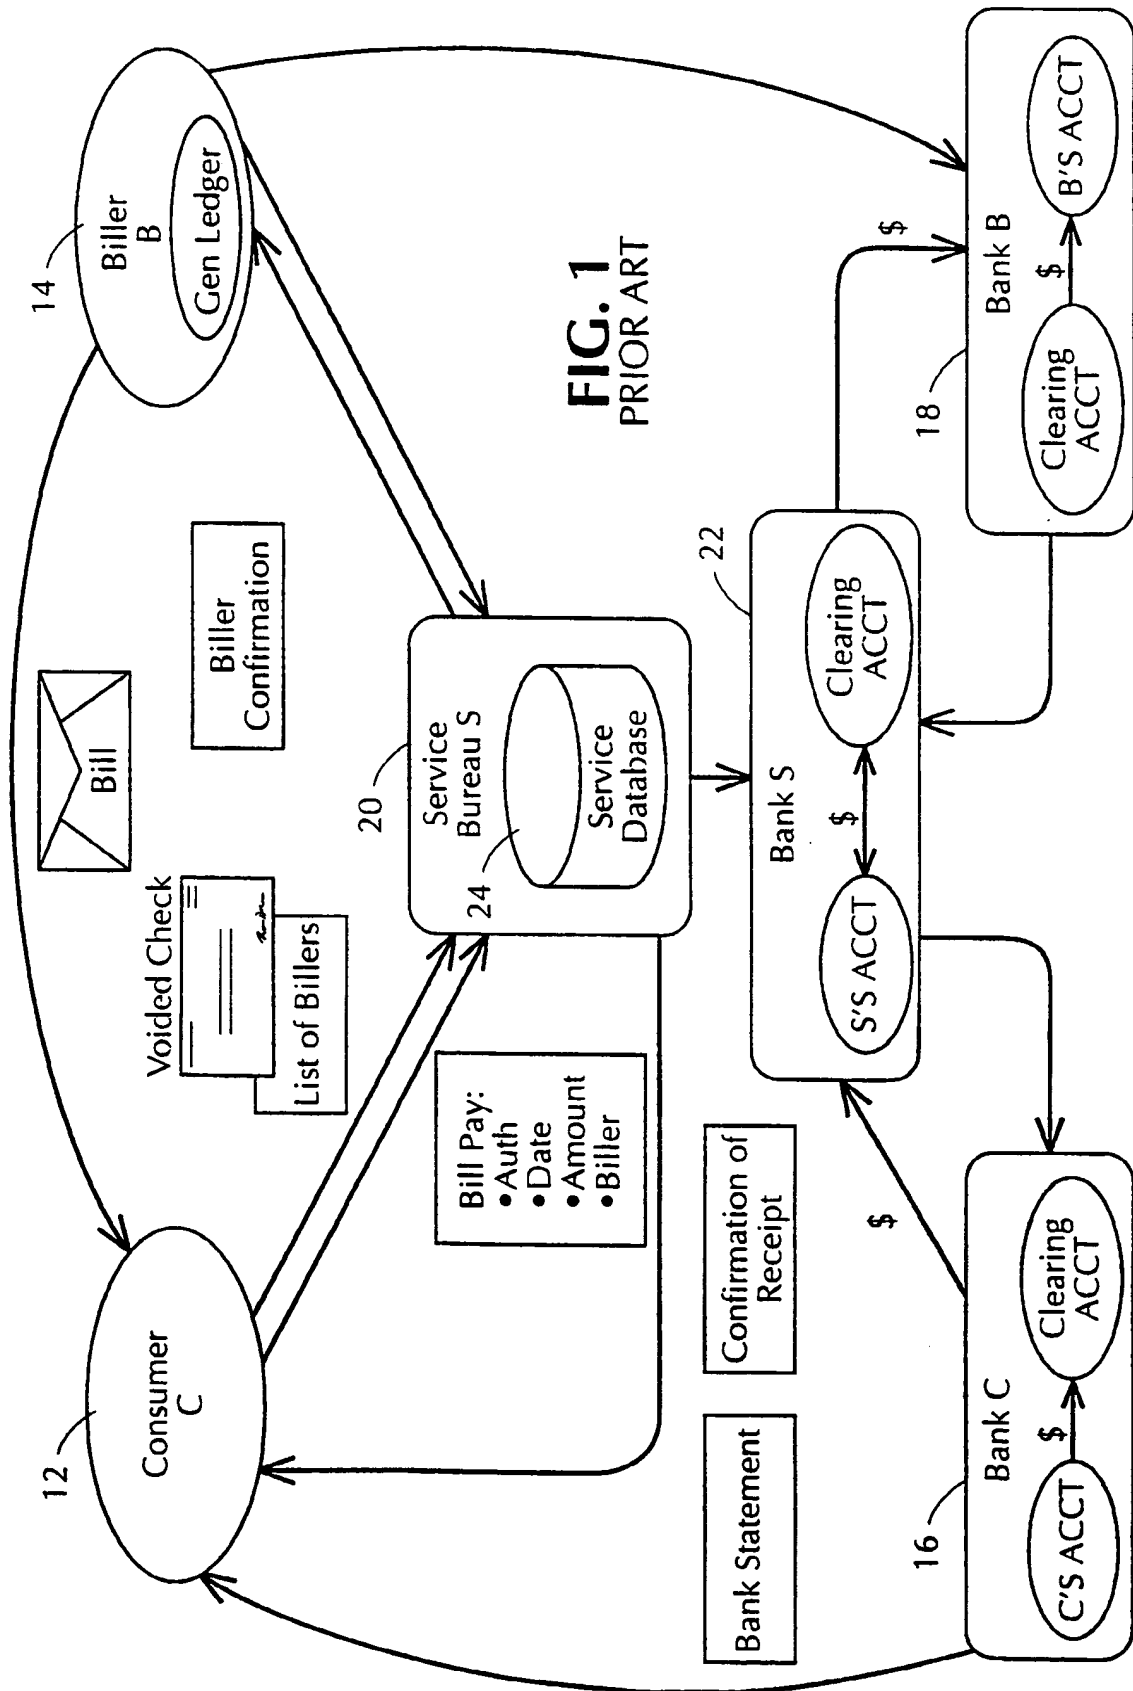 14
Biller
B
Gen Ledger
Bill
Biller
Confirmation
Voided Check
List of Billers
12
Consumer
C
20
Service
Bureau S
24
Service
Database
Bill Pay:
•Auth
•Date
•Amount
•Biller
FIG. 1
PRIOR ART
Bank Statement
Confirmation of
Receipt
22
Bank S
S'S ACCT
$
Clearing
ACCT
$
$
16
Bank C
C'S ACCT
$
Clearing
ACCT
18
Bank B
Clearing
ACCT
$
B'S ACCT